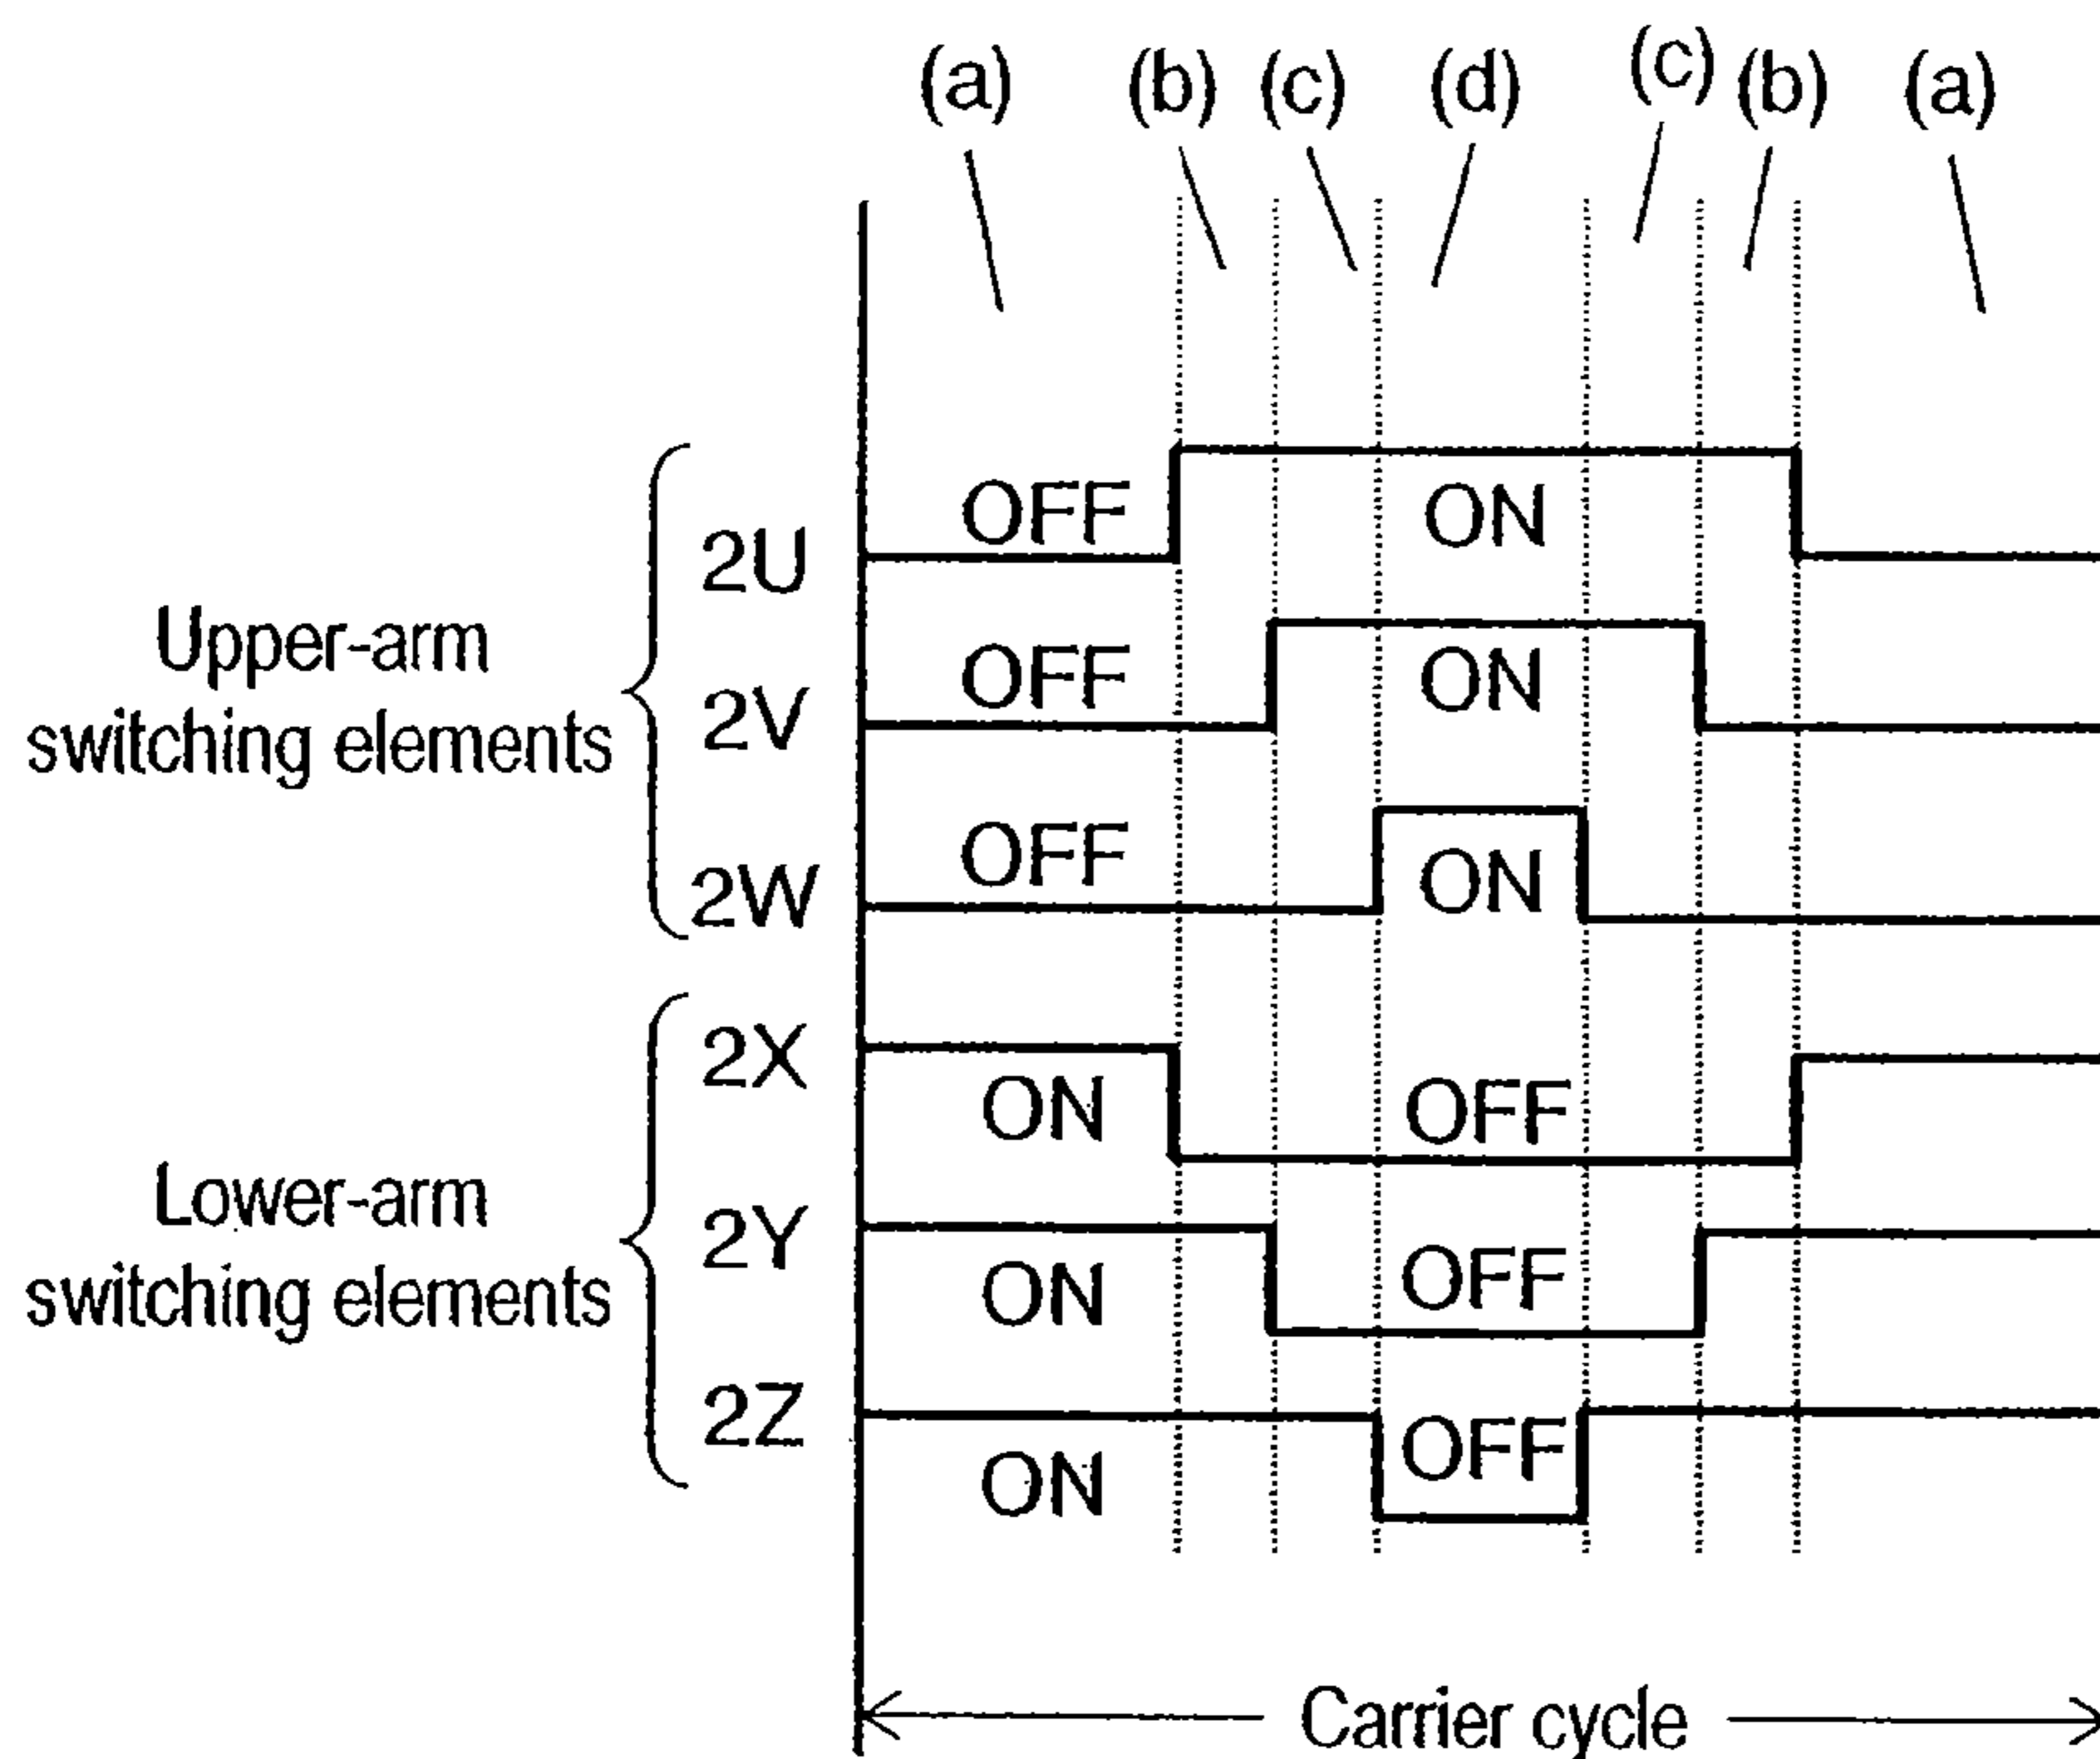 (a) (b) (c) (d) (c) (b) (a)
2U OFF ON
Upper-arm
switching elements
2V OFF ON
2W OFF ON
2X ON OFF
Lower-arm
switching elements
2Y ON OFF
2Z ON OFF
Carrier cycle